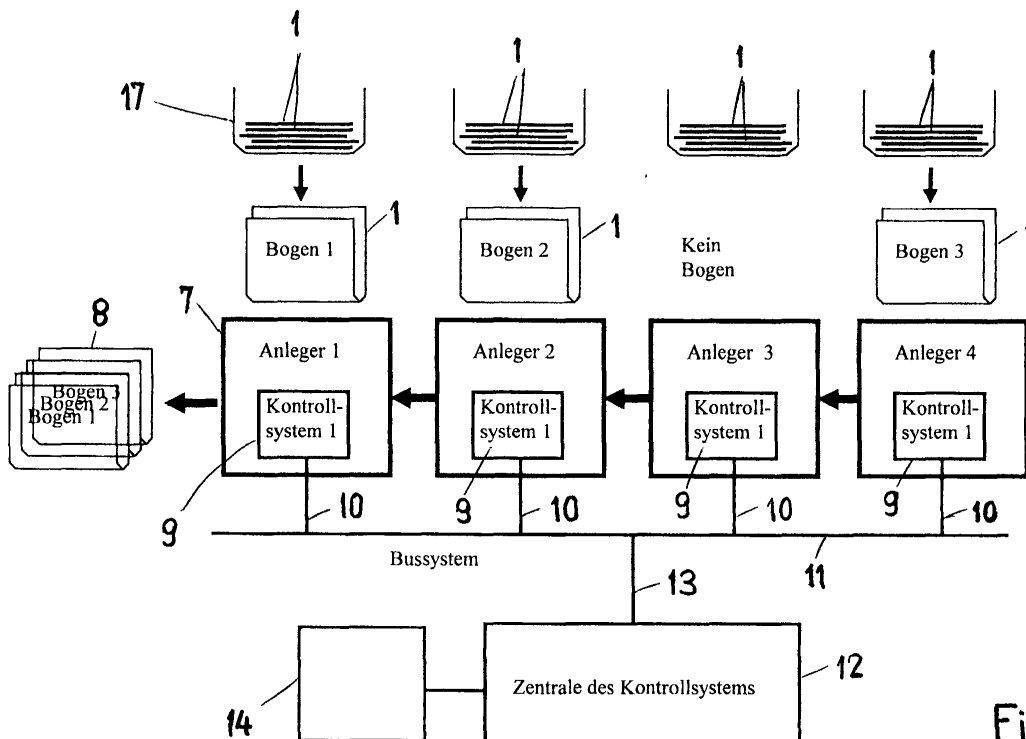 1
1
1
1
17
Bogen 1
1
Bogen 2
1
Kein
Bogen
Bogen 3
7
8
Anleger 1
Anleger 2
Anleger 3
Anleger 4
Bogen 3
Bogen 2
Bogen 1
Kontroll-
system 1
Kontroll-
system 1
Kontroll-
system 1
Kontroll-
system 1
9
10
9
10
9
10
9
10
Bussystem
11
13
14
Zentrale des Kontrollsystems
12